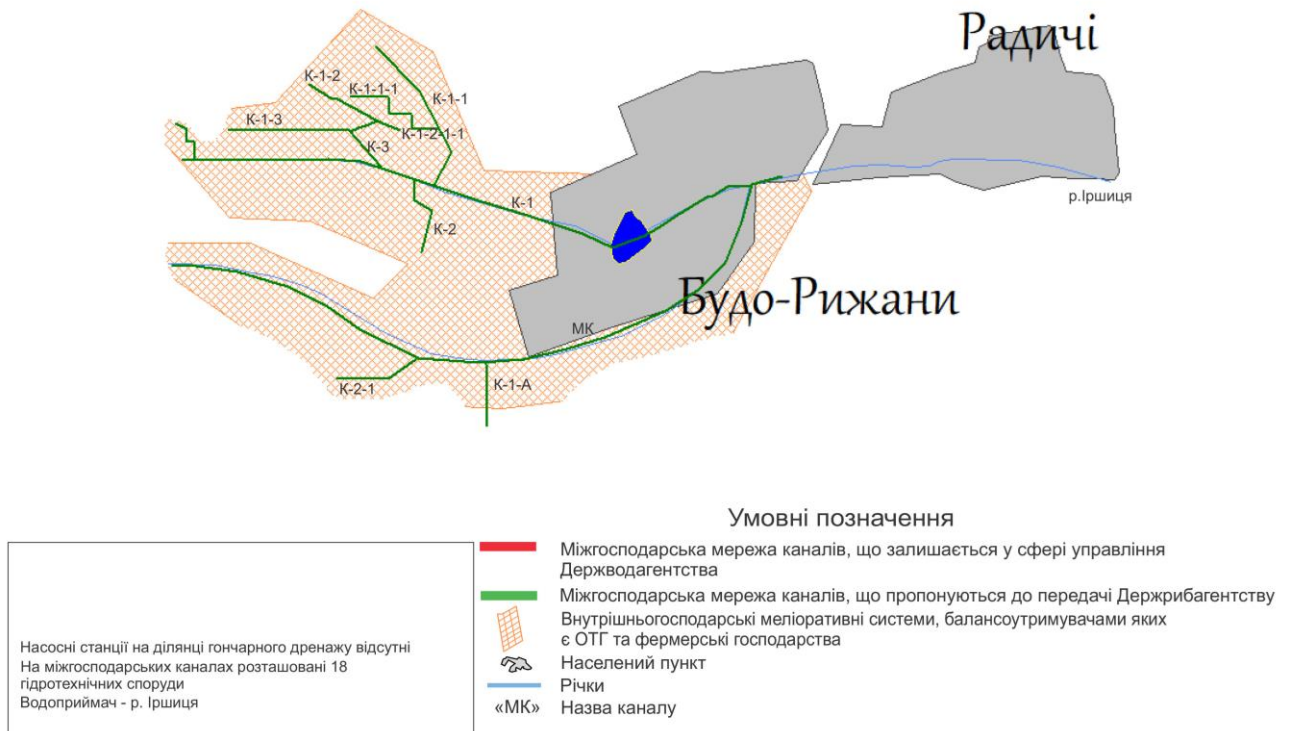 Радичі
К-1-2
К-1-1-1
К-1-1
К-1-3
К-1-2-1-1
К-3
р.Іршиця
К-1
К-2
Будо-Рижани
МК
К-2-1
К-1-А
Умовні позначення
Міжгосподарська мережа каналів, що залишається у сфері управління
Держводагентства
Міжгосподарська мережа каналів, що пропонуються до передачі Держрибагентству
Внутрішньогосподарські меліоративні системи, балансоутримувачами яких
є ОТГ та фермерські господарства
Населений пункт
Річки
«МК» Назва каналу
Насосні станції на ділянці гончарного дренажу відсутні
На міжгосподарських каналах розташовані 18
гідротехнічних споруди
Водоприймач - р. Іршиця